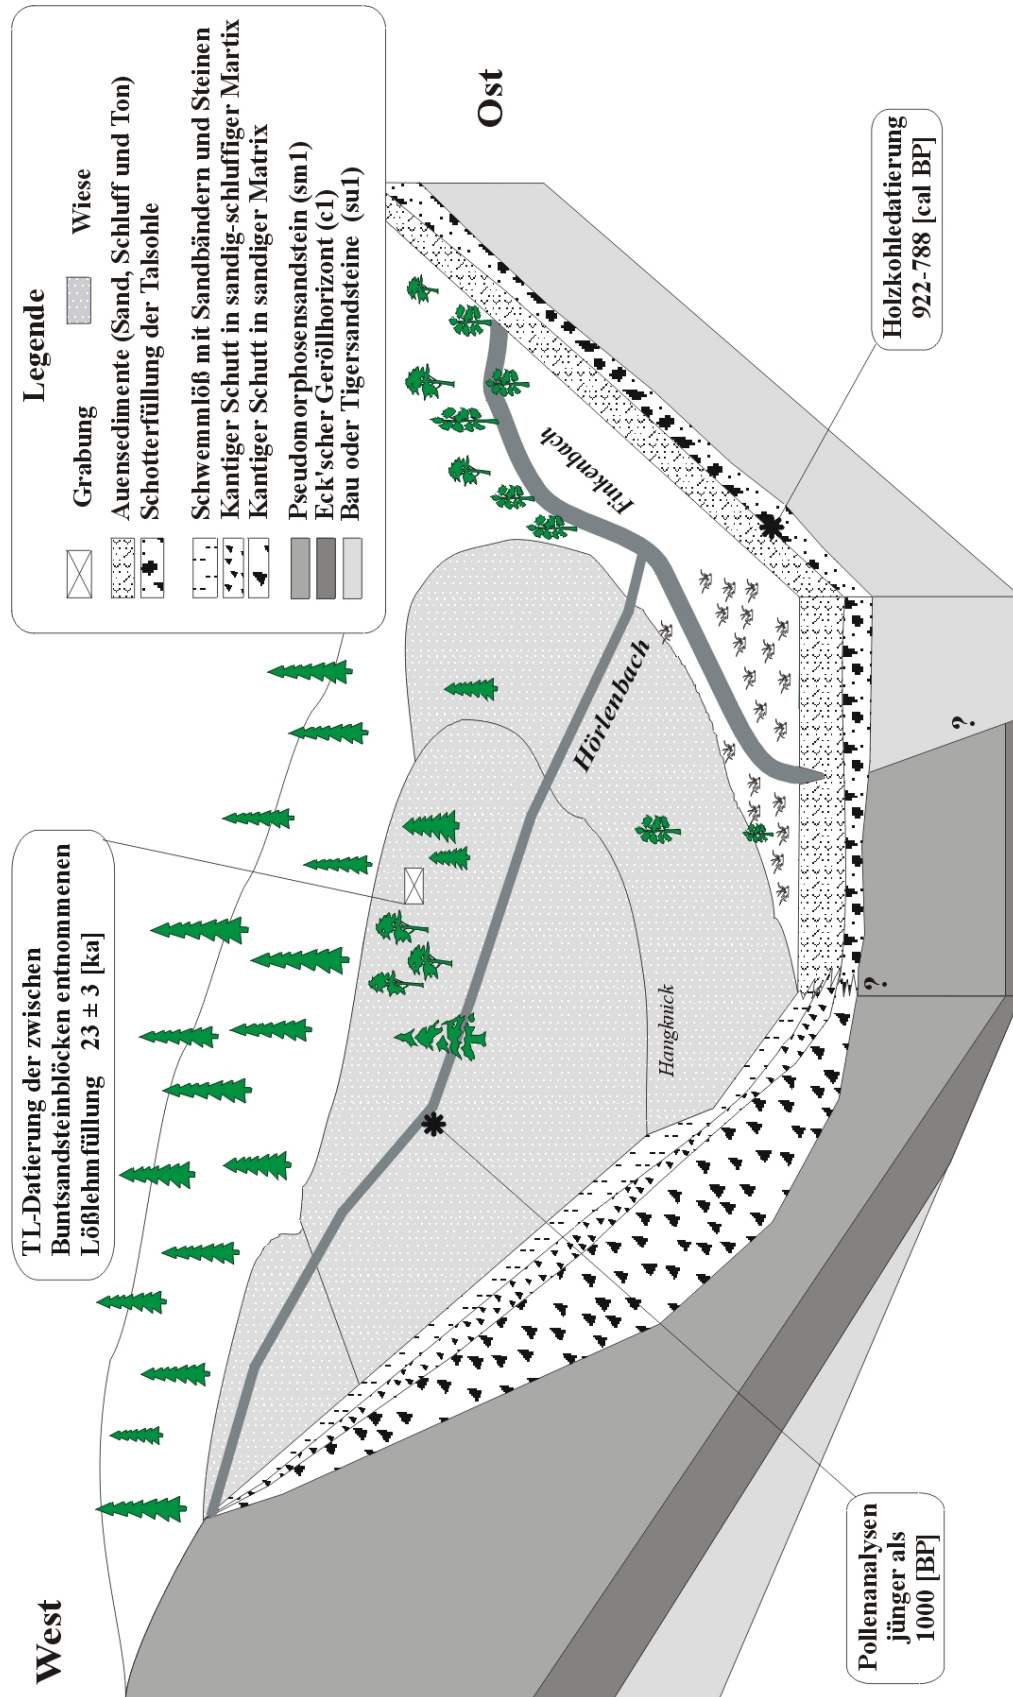 West
TL-Datierung der zwischen
Buntsandsteinblöcken entnommenen
Lößlehmfüllung 23 ± 3 [ka]
Legende
Grabung
Wiese
Auensedimente (Sand, Schluff und Ton)
Schotterfüllung der Talsohle
Schwemmlöß mit Sandbändern und Steinen
Kantiger Schutt in sandig-schluffiger Martix
Kantiger Schutt in sandiger Matrix
Pseudomorphosensandstein (sm1)
Eck'scher Geröllhorizont (c1)
Bau oder Tigersandsteine (su1)
Ost
Hörlenbach
Finkenbach
Hangknick
?
?
Pollenanalysen
jünger als
1000 [BP]
Holzkohledatierung
922-788 [cal BP]